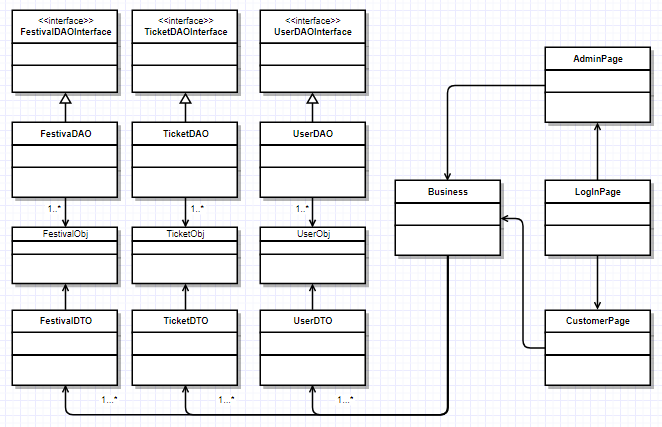 <<interface>>
FestivalDAOInterface
<<interface>>
TicketDAOInterface
<<interface>>
UserDAOInterface
AdminPage
FestivaDAO
TicketDAO
UserDAO
Business
LogInPage
1..*
1..*
1..*
FestivalObj
TicketObj
UserObj
FestivalDTO
TicketDTO
UserDTO
CustomerPage
1...*
1...*
1...*